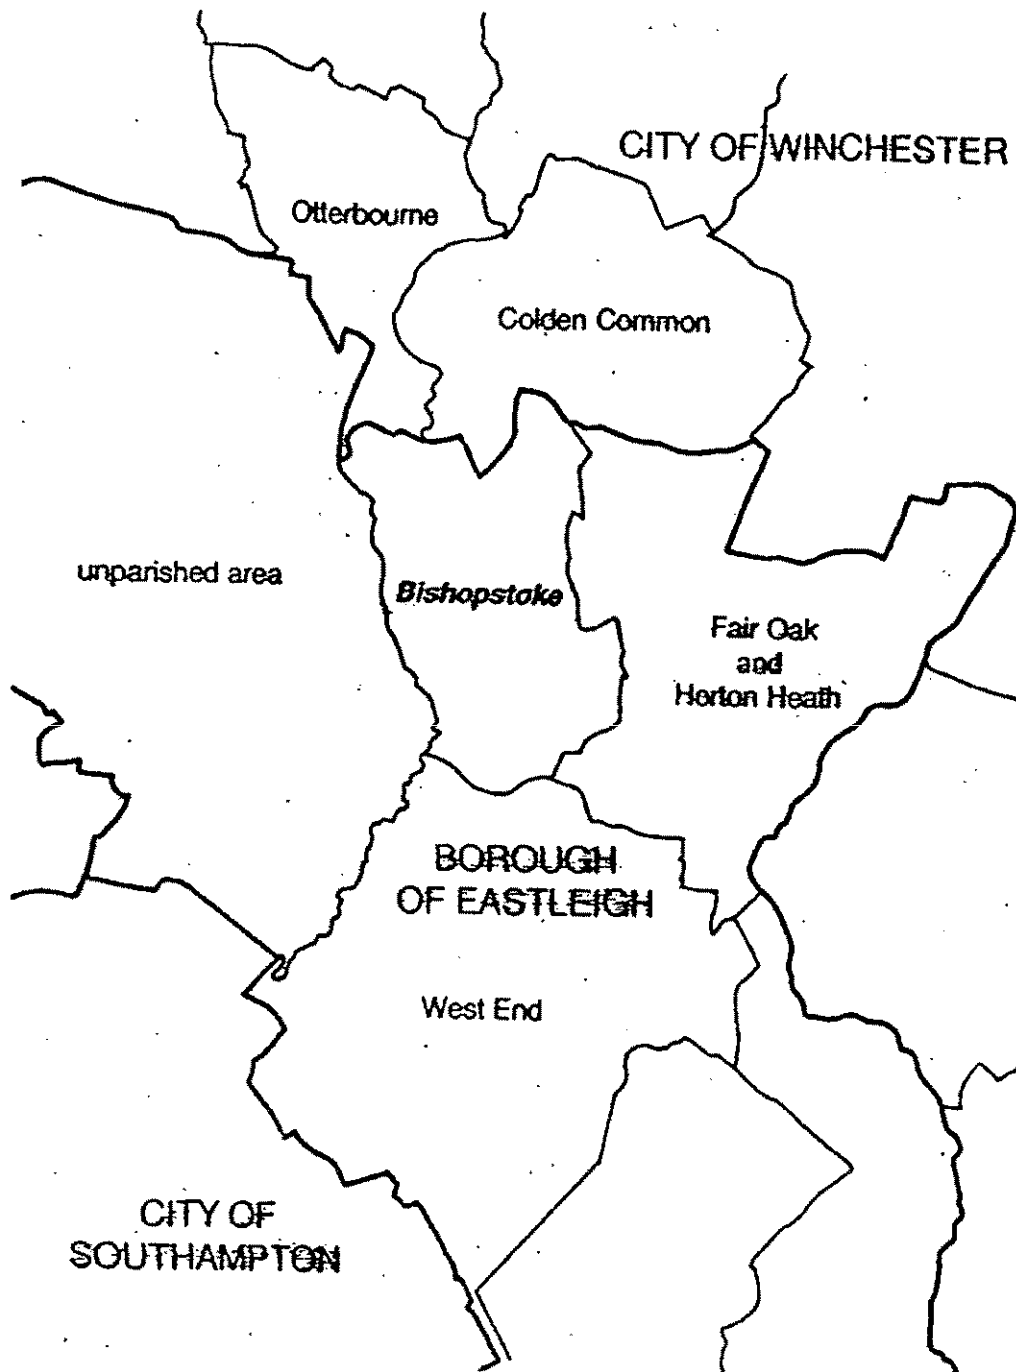 CITY OF WINCHESTER
Otterbourne
Colden Common
unparished area
Bishopstoke
Fair Oak
and
Horton Heath
BOROUGH
OF EASTLEIGH
West End
CITY OF
SOUTHAMPTON